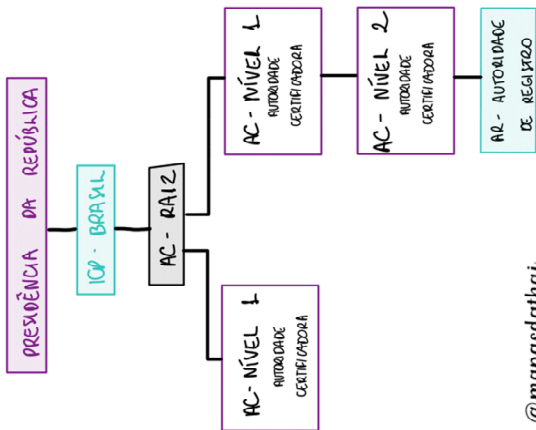 PRESIDÊNCIA DA REPÚBLICA
ICP - BRASIL
AC - RAIZ
AC - NÍVEL 1
AUTORIDADE
CERTIFICADORA
AC - NÍVEL 1
AUTORIDADE
CERTIFICADORA
AC - NÍVEL 2
AUTORIDADE
CERTIFICADORA
AR - AUTORIDADE
DE REGISTRO
@mapasdathai